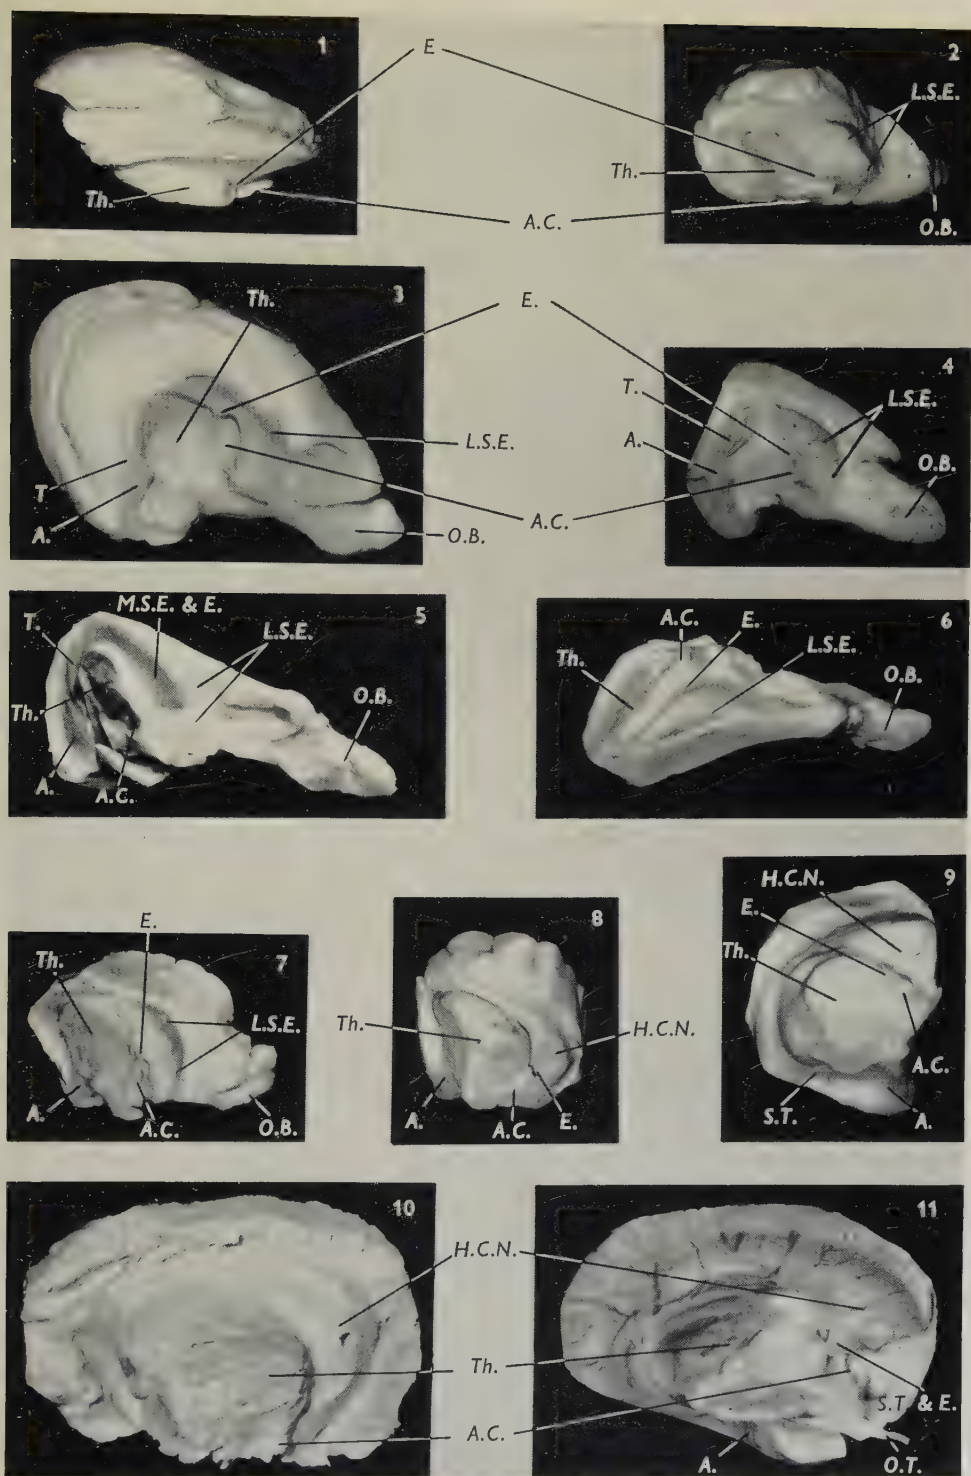 1 E 2
L.S.E.
Th. Th.
A.C.
O.B.
3 Th. E. 4
T. L.S.E.
A. O.B.
L.S.E.
T
A. A.C.
O.B.
M.S.E. & E. 5 A.C. E. 6
T. L.S.E. L.S.E.
Th. O.B. Th. O.B.
A. A.C.
E. 8 H.C.N. 9
Th. 7 E.
L.S.E. Th. H.C.N. Th.
A. A.C. O.B. A. A.C. E. S.T. A.C. A.
10 11
H.C.N.
Th.
S.T. & E.
A.C.
A. O.T.